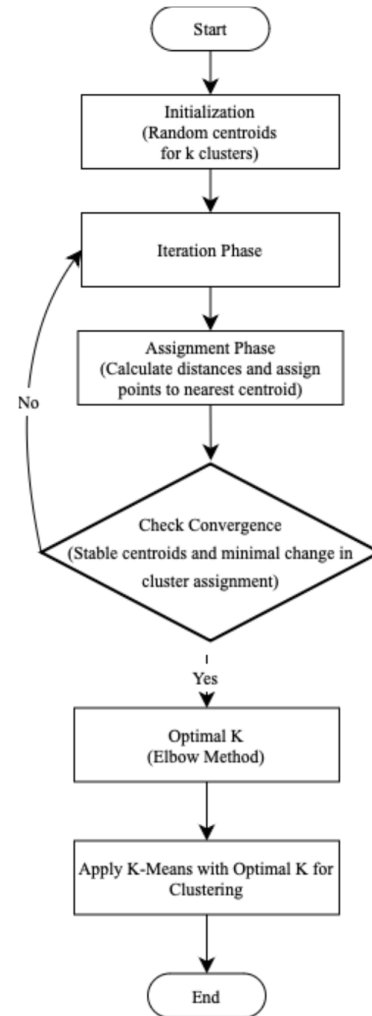 Start
Initialization
(Random centroids
for k clusters)
Iteration Phase
Assignment Phase
(Calculate distances and assign
points to nearest centroid)
No
Check Convergence
(Stable centroids and minimal change in
cluster assignment)
Yes
Optimal K
(Elbow Method)
Apply K-Means with Optimal K for
Clustering
End